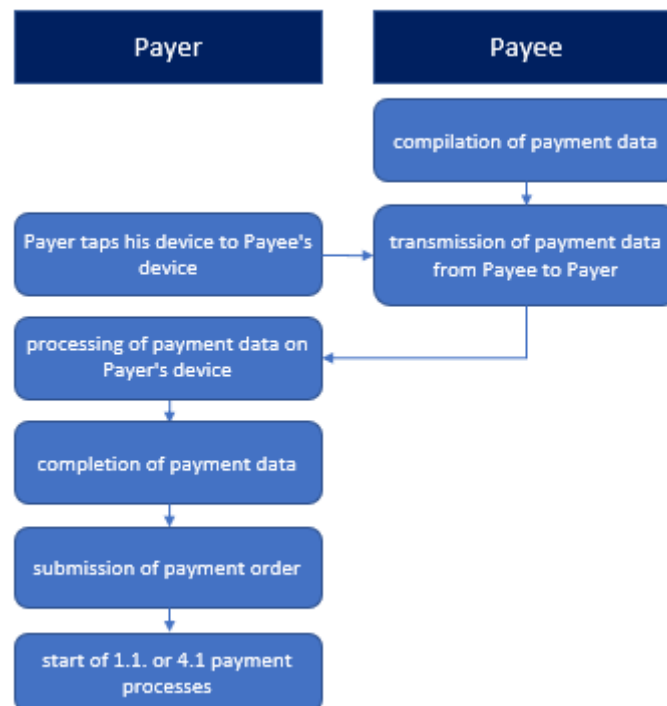 Payer
Payee
compilation of payment data
Payer taps his device to Payee's
device
transmission of payment data
from Payee to Payer
processing of payment data on
Payer's device
completion of payment data
submission of payment order
start of 1.1. or 4.1 payment
processes